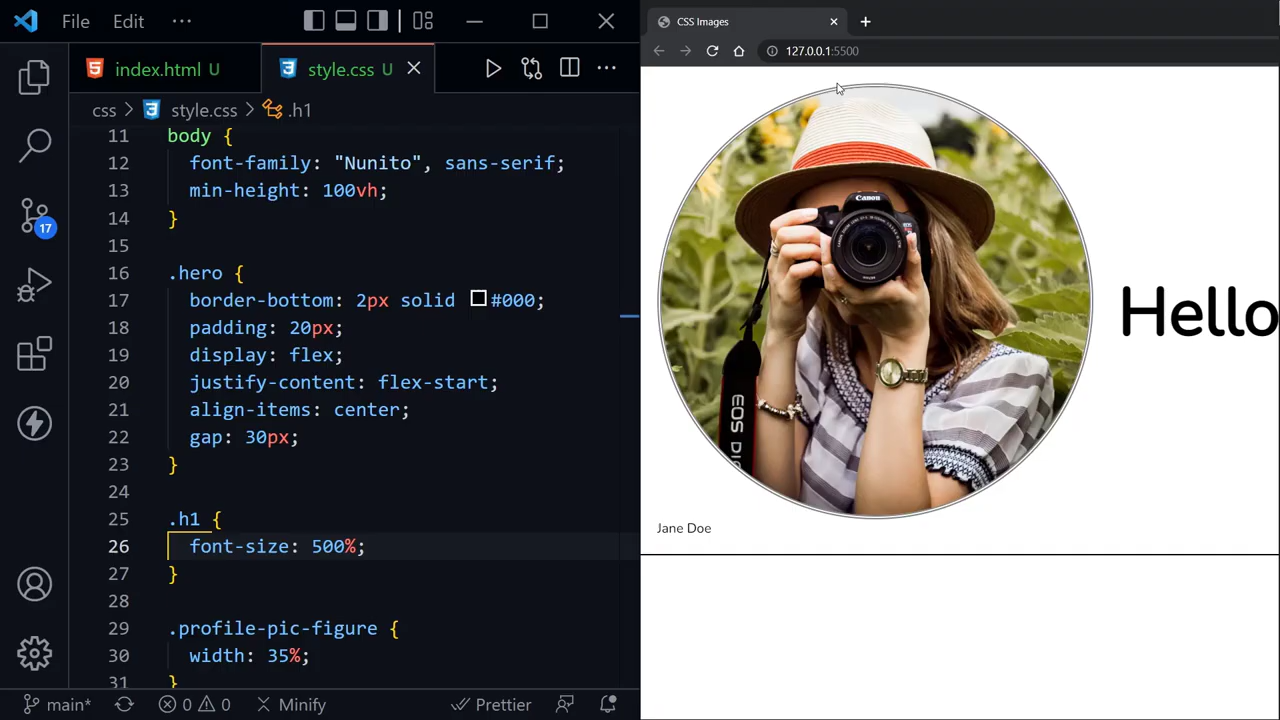 File Edit ···
index.html U
style.css U
css > style.css > .h1
11 body {
12 font-family: "Nunito", sans-serif;
13 min-height: 100vh;
14 }
15
16 .hero {
17 border-bottom: 2px solid #000;
18 padding: 20px;
19 display: flex;
20 justify-content: flex-start;
21 align-items: center;
22 gap: 30px;
23 }
24
25 .h1 {
26 font-size: 500%;
27 }
28
29 .profile-pic-figure {
30 width: 35%;
31 }
17
main* 0 0 Minify Prettier
CSS Images
127.0.0.1:5500
Canon
EOS DI
Hello
Jane Doe